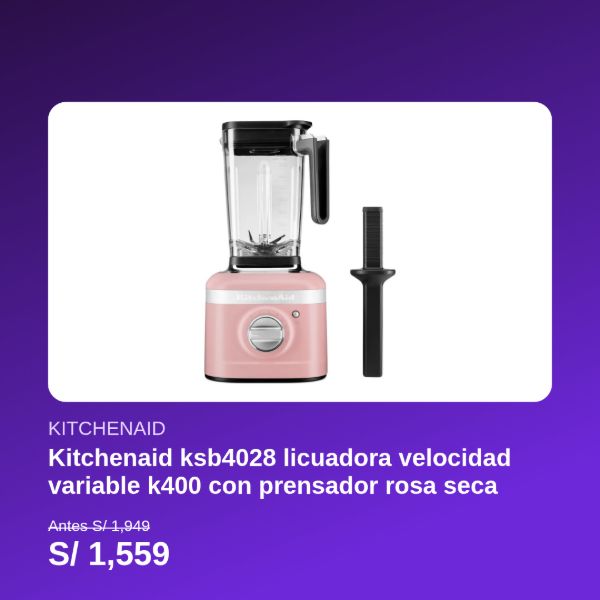 KitchenAid
KITCHENAID
Kitchenaid ksb4028 licuadora velocidad
variable k400 con prensador rosa seca
Antes S/ 1,949
S/ 1,559